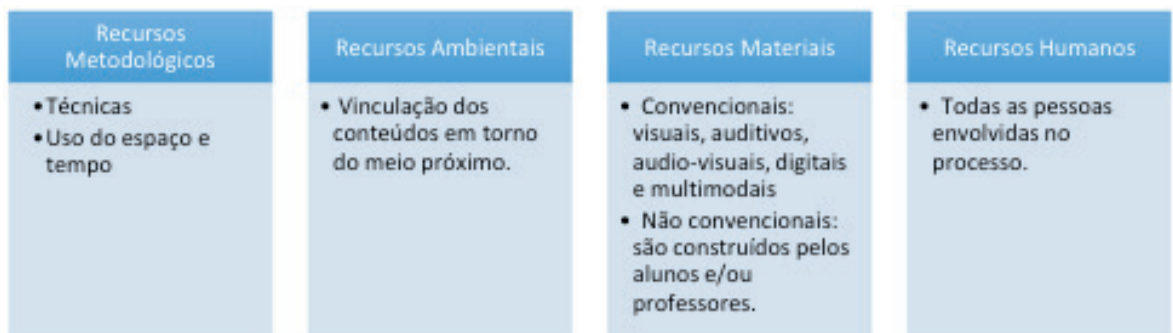 Recursos
Metodológicos
•Técnicas
•Uso do espaço e
tempo
Recursos Ambientais
• Vinculação dos
conteúdos em torno
do meio próximo.
Recursos Materiais
• Convencionais:
visuais, auditivos,
audio-visuais, digitais
e multimodais
• Não convencionais:
são construídos pelos
alunos e/ou
professores.
Recursos Humanos
• Todas as pessoas
envolvidas no
processo.